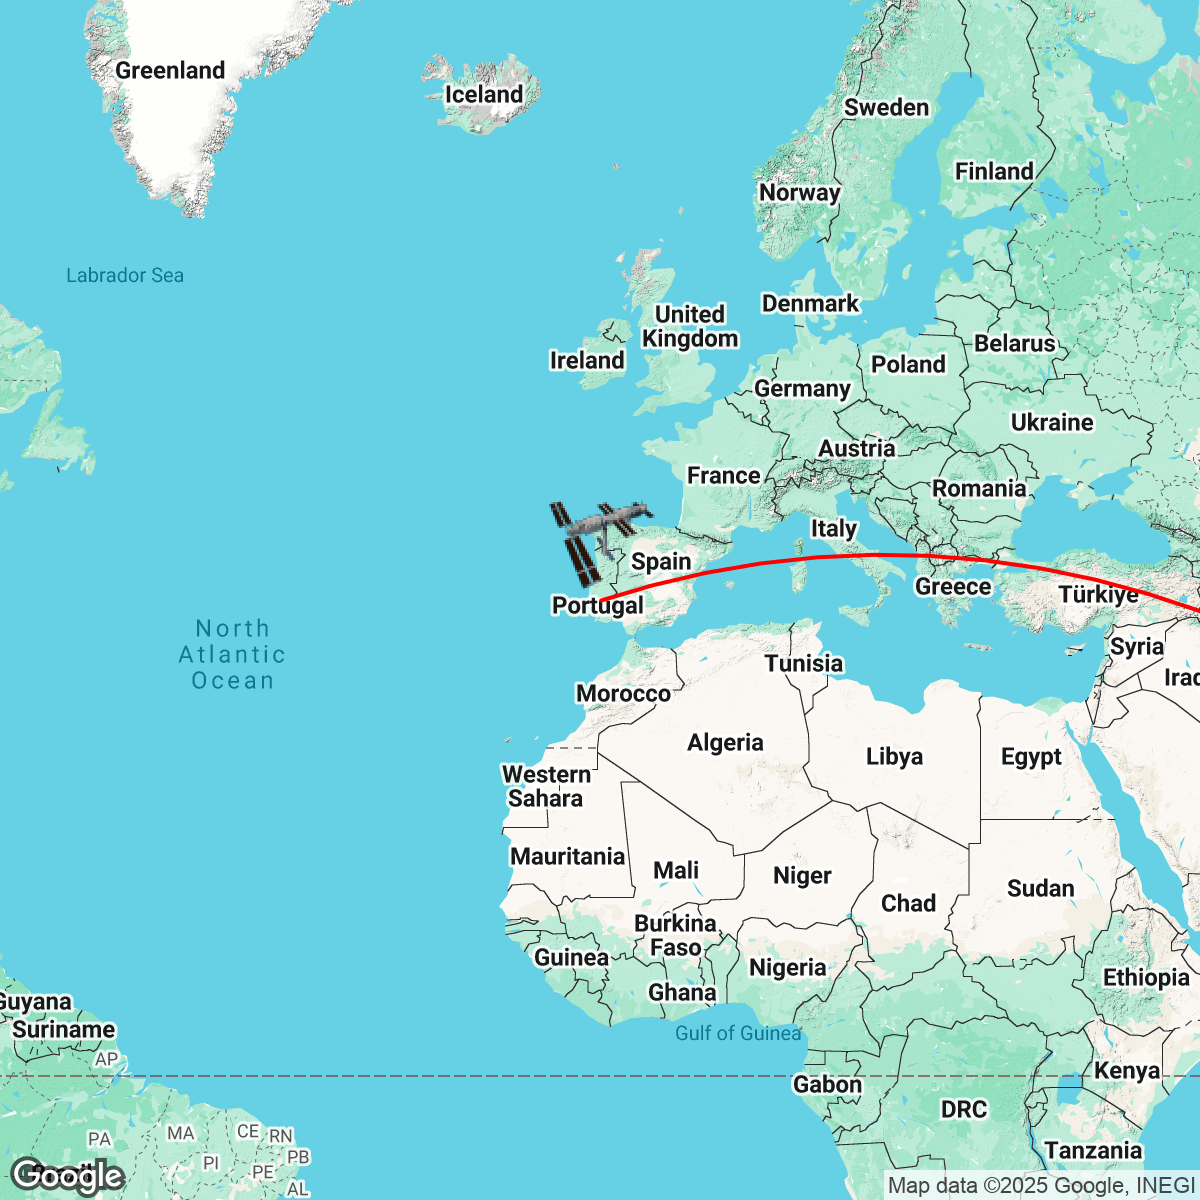 Greenland
Iceland
Sweden
Finland
Norway
Labrador Sea
Denmark
United
Kingdom
Belarus
Ireland
Poland
Germany
Ukraine
Austria
France
Romania
Italy
Spain
Greece
Türkiye
Portugal
North
Atlantic
Ocean
Syria
Tunisia
Iraq
Morocco
Algeria
Libya
Egypt
Western
Sahara
Mauritania
Mali
Niger
Sudan
Chad
Burkina
Faso
Guinea
Nigeria
Ethiopia
Ghana
Guyana
Suriname
Gulf of Guinea
AP
Kenya
Gabon
DRC
PA
MA
CE
RN
PB
PI
PE
AL
Tanzania
Google
Map data ©2025 Google, INEGI